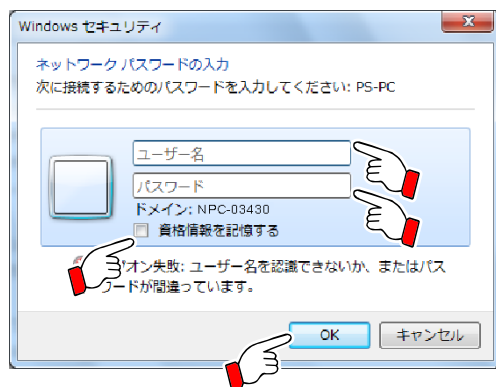 Windows セキュリティ
ネットワーク パスワードの入力
次に接続するためのパスワードを入力してください: PS-PC
ユーザー名
パスワード
ドメイン: NPC-03430
資格情報を記憶する
オン失敗: ユーザー名を認識できないか、またはパス
ードが間違っています。
OK
キャンセル